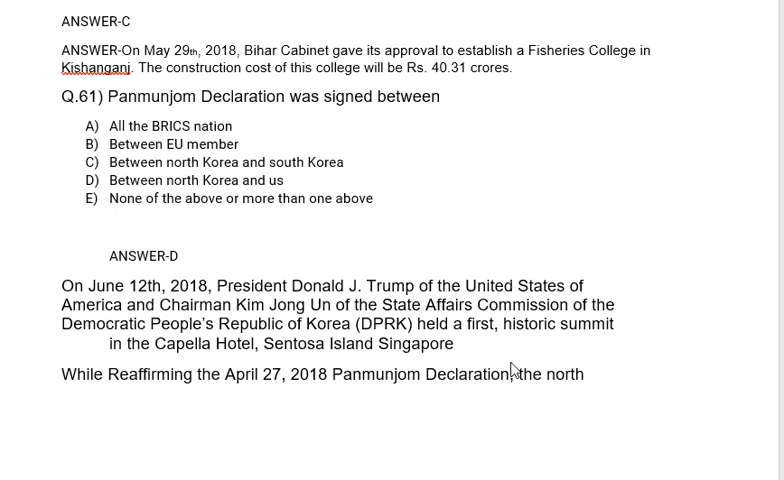 ANSWER-C
ANSWER-On May 29th, 2018, Bihar Cabinet gave its approval to establish a Fisheries College in
Kishanganj. The construction cost of this college will be Rs. 40.31 crores.
Q.61) Panmunjom Declaration was signed between
A) All the BRICS nation
B) Between EU member
C) Between north Korea and south Korea
D) Between north Korea and us
E) None of the above or more than one above
ANSWER-D
On June 12th, 2018, President Donald J. Trump of the United States of
America and Chairman Kim Jong Un of the State Affairs Commission of the
Democratic People's Republic of Korea (DPRK) held a first, historic summit
in the Capella Hotel, Sentosa Island Singapore
While Reaffirming the April 27, 2018 Panmunjom Declaration, the north